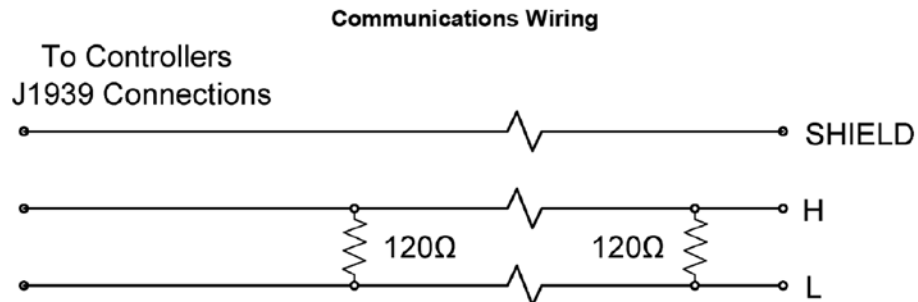 Communications Wiring
To Controllers
J1939 Connections
SHIELD
H
120Ω 120Ω
L